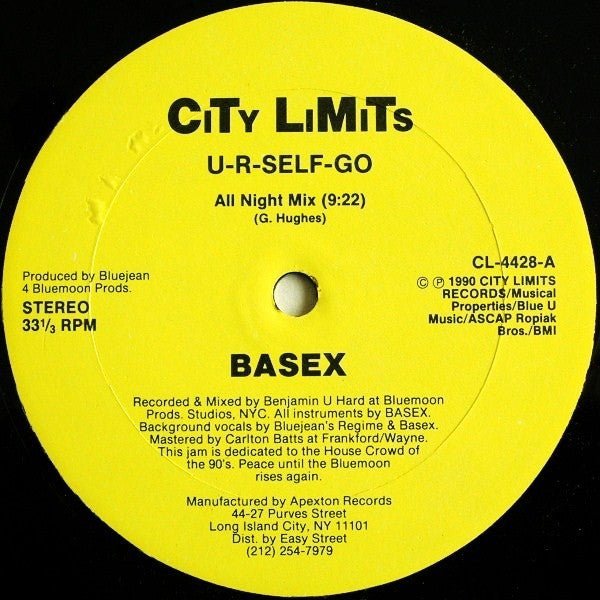 CiTy LiMiTs
U-R-SELF-GO
All Night Mix (9:22)
(G. Hughes)
Produced by Bluejean
4 Bluemoon Prods.
STEREO
33⅓ RPM
CL-4428-A
© ℗ 1990 CITY LIMITS
RECORD$/Musical
Properties/Blue U
Music/ASCAP Ropiak
Bros./BMI
BASEX
Recorded & Mixed by Benjamin U Hard at Bluemoon
Prods. Studios, NYC. All instruments by BASEX.
Background vocals by Bluejean's Regime & Basex.
Mastered by Carlton Batts at Frankford/Wayne.
This jam is dedicated to the House Crowd of
the 90's. Peace until the Bluemoon
rises again.
Manufactured by Apexton Records
44-27 Purves Street
Long Island City, NY 11101
Dist. by Easy Street
(212) 254-7979